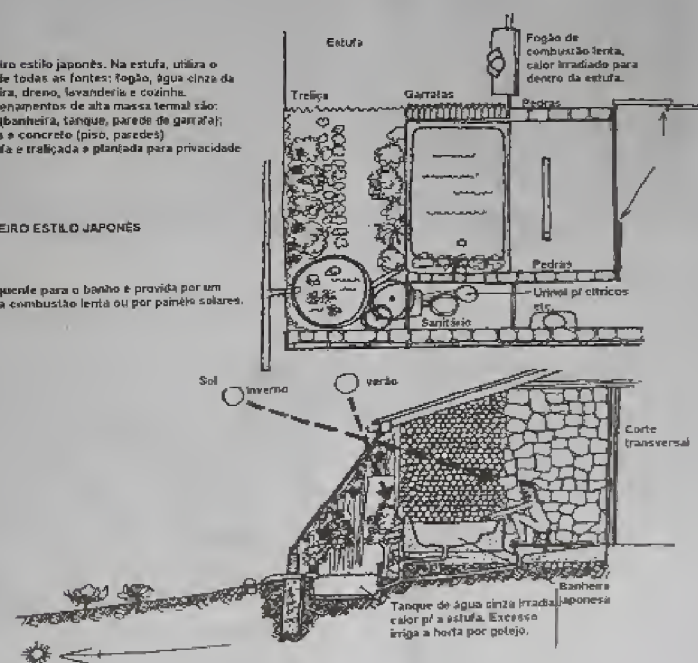 iro estilo japonês. Na estufa, utiliza o
de todas as fontes: fogão, água cinza da
ira, dreno, lavanderia e cozinha.
enamentos de alta massa termal são:
(banheira, tanque, parede de garrafa);
s e concreto (piso, paredes)
fa e traliçada e plantada para privacidade
EIRO ESTILO JAPONÊS
quente para o banho é provida por um
a combustão lenta ou por painéis solares.
Estufa
Fogão de
combustão lenta,
calor irradiado para
dentro da estufa.
Treliça
Garrafas
Pedras
Pedras
Urinol p/ cítricos
etc.
Sanitário
Sol
inverno
verão
Corte
transversal
Banheira
japonesa
Tanque de água cinza irradia
calor p/ a estufa. Excesso
irriga a horta por gotejo.